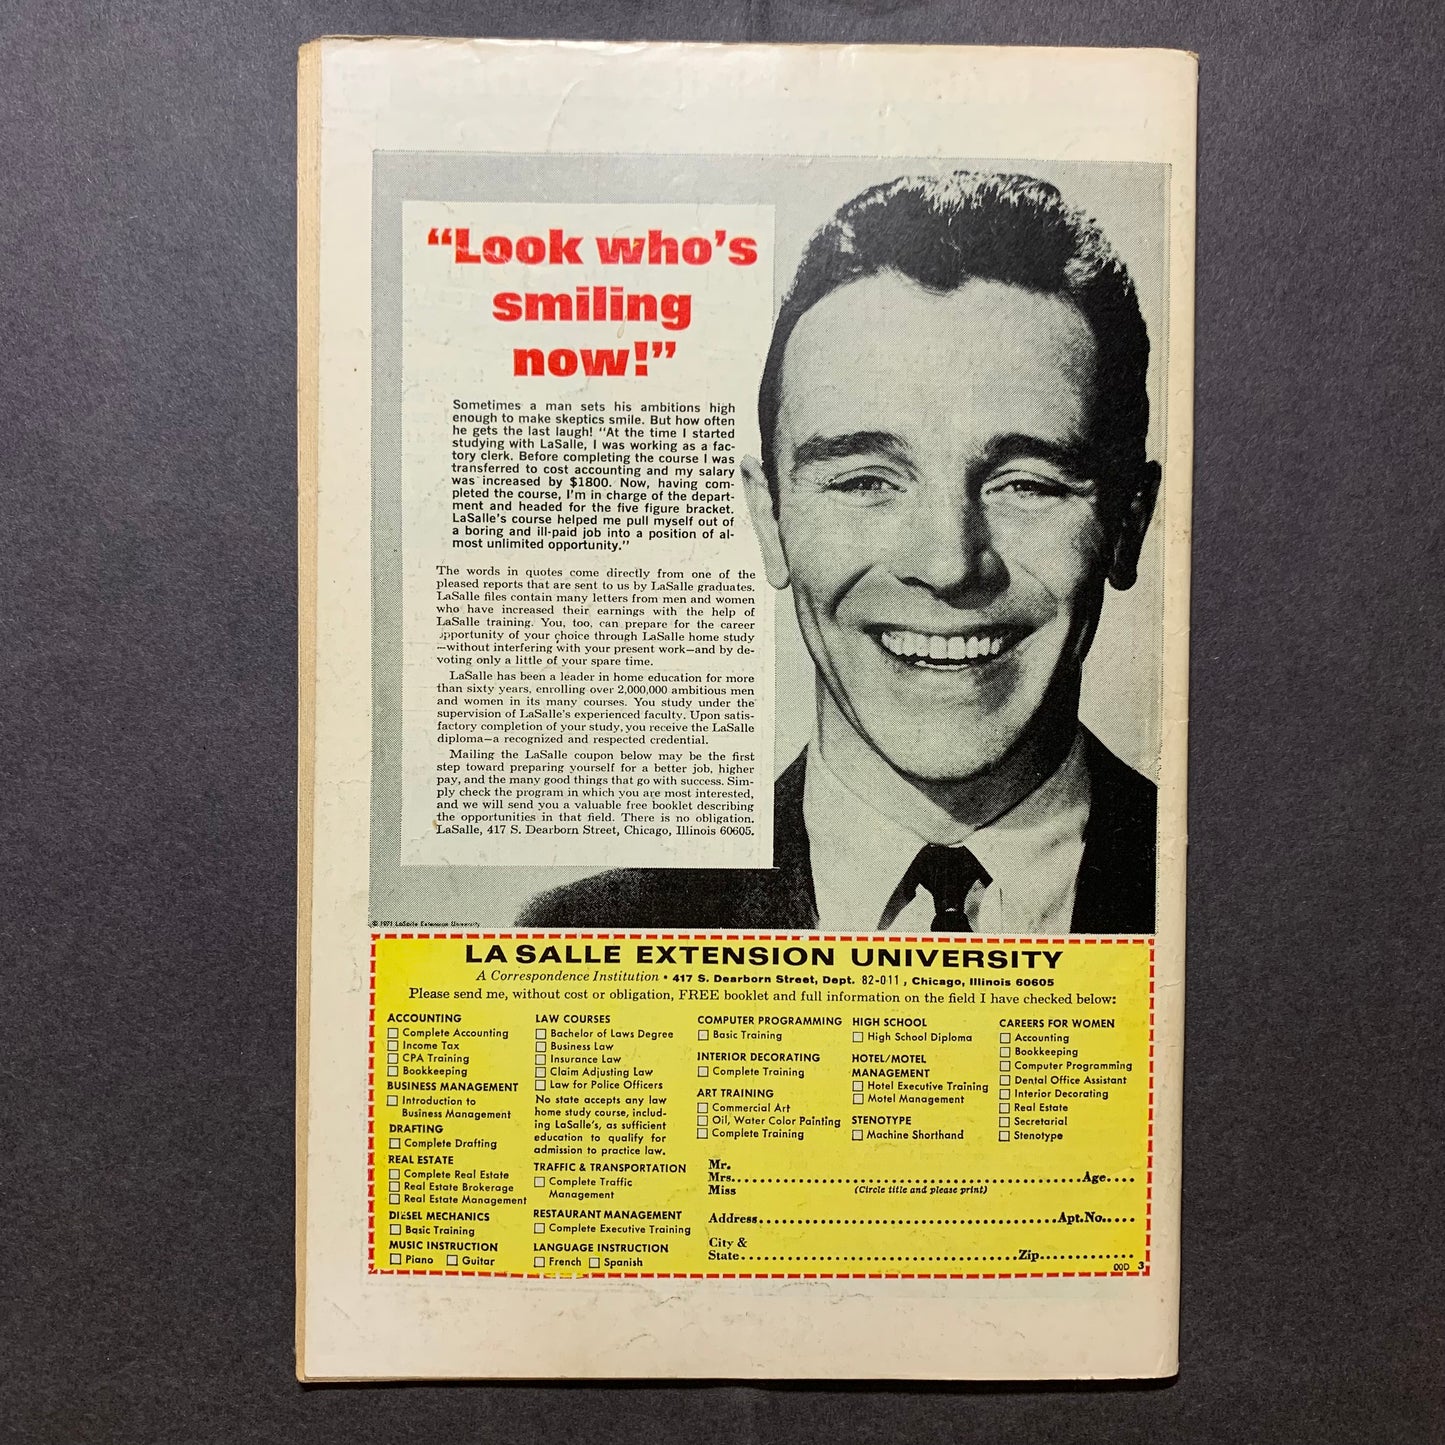 “Look who’s
smiling
now!”
Sometimes a man sets his ambitions high
enough to make skeptics smile. But how often
he gets the last laugh! “At the time I started
studying with LaSalle, I was working as a fac-
tory clerk. Before completing the course I was
transferred to cost accounting and my salary
was increased by $1800. Now, having com-
pleted the course, I’m in charge of the depart-
ment and headed for the five figure bracket.
LaSalle’s course helped me pull myself out of
a boring and ill-paid job into a position of al-
most unlimited opportunity.”
The words in quotes come directly from one of the
pleased reports that are sent to us by LaSalle graduates.
LaSalle files contain many letters from men and women
who have increased their earnings with the help of
LaSalle training. You, too, can prepare for the career
opportunity of your choice through LaSalle home study
—without interfering with your present work—and by de-
voting only a little of your spare time.
LaSalle has been a leader in home education for more
than sixty years, enrolling over 2,000,000 ambitious men
and women in its many courses. You study under the
supervision of LaSalle’s experienced faculty. Upon satis-
factory completion of your study, you receive the LaSalle
diploma—a recognized and respected credential.
Mailing the LaSalle coupon below may be the first
step toward preparing yourself for a better job, higher
pay, and the many good things that go with success. Sim-
ply check the program in which you are most interested,
and we will send you a valuable free booklet describing
the opportunities in that field. There is no obligation.
LaSalle, 417 S. Dearborn Street, Chicago, Illinois 60605.
© 1971 LaSalle Extension University
LA SALLE EXTENSION UNIVERSITY
A Correspondence Institution • 417 S. Dearborn Street, Dept. 82-011, Chicago, Illinois 60605
Please send me, without cost or obligation, FREE booklet and full information on the field I have checked below:
ACCOUNTING
Complete Accounting
Income Tax
CPA Training
Bookkeeping
BUSINESS MANAGEMENT
Introduction to
Business Management
DRAFTING
Complete Drafting
REAL ESTATE
Complete Real Estate
Real Estate Brokerage
Real Estate Management
DIESEL MECHANICS
Basic Training
MUSIC INSTRUCTION
Piano Guitar
LAW COURSES
Bachelor of Laws Degree
Business Law
Insurance Law
Claim Adjusting Law
Law for Police Officers
No state accepts any law
home study course, includ-
ing LaSalle’s, as sufficient
education to qualify for
admission to practice law.
TRAFFIC & TRANSPORTATION
Complete Traffic
Management
RESTAURANT MANAGEMENT
Complete Executive Training
LANGUAGE INSTRUCTION
French Spanish
COMPUTER PROGRAMMING
Basic Training
INTERIOR DECORATING
Complete Training
ART TRAINING
Commercial Art
Oil, Water Color Painting
Complete Training
HIGH SCHOOL
High School Diploma
HOTEL/MOTEL
MANAGEMENT
Hotel Executive Training
Motel Management
STENOTYPE
Machine Shorthand
CAREERS FOR WOMEN
Accounting
Bookkeeping
Computer Programming
Dental Office Assistant
Interior Decorating
Real Estate
Secretarial
Stenotype
Mr.
Mrs. Age
Miss (Circle title and please print)
Address Apt. No.
City &
State Zip
00D 3